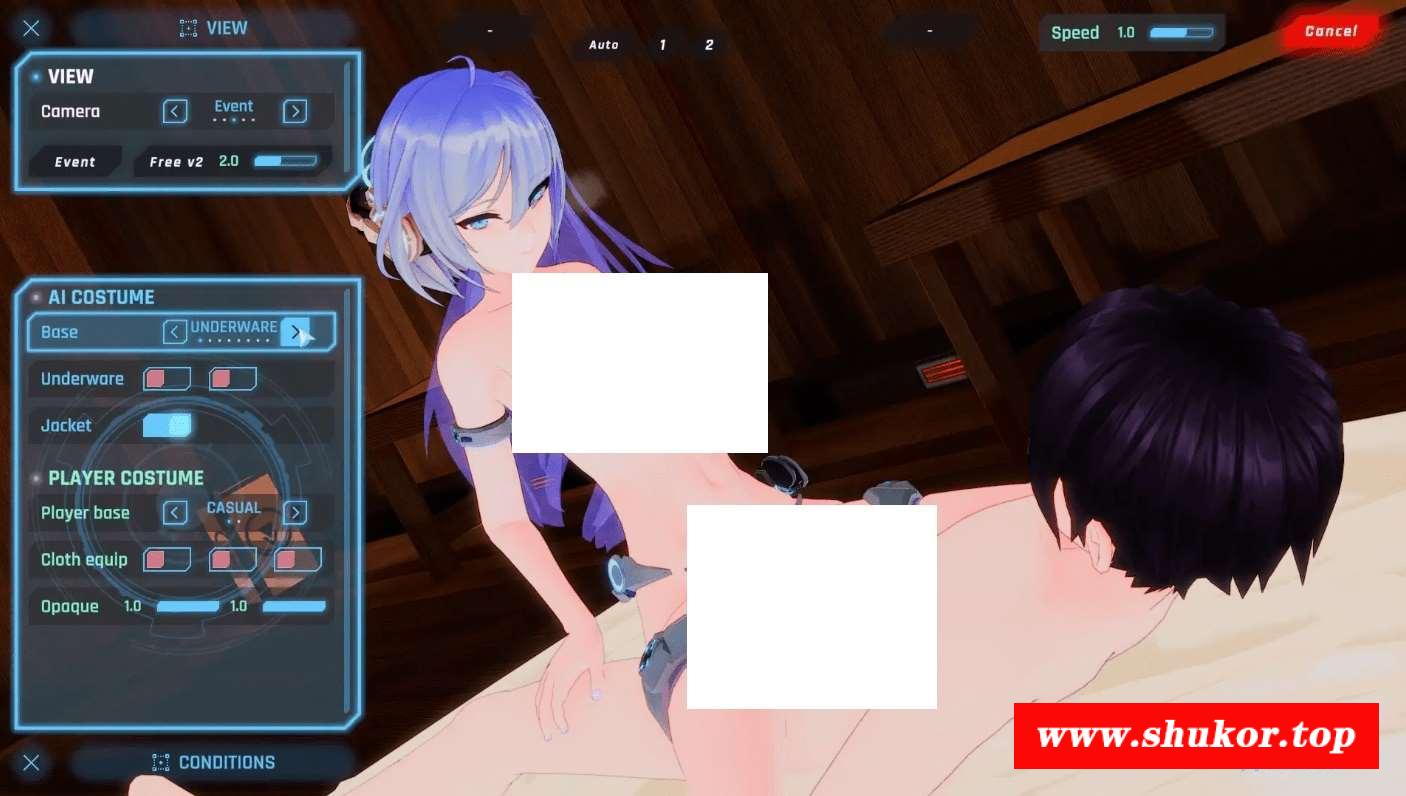 VIEW
Auto
1
2
Speed 1.0
Cancel
VIEW
Camera
Event
Event
Free v2 2.0
AI COSTUME
Base
UNDERWARE
Underware
Jacket
PLAYER COSTUME
Player base
CASUAL
Cloth equip
Opaque 1.0 1.0
CONDITIONS
www.shukor.top